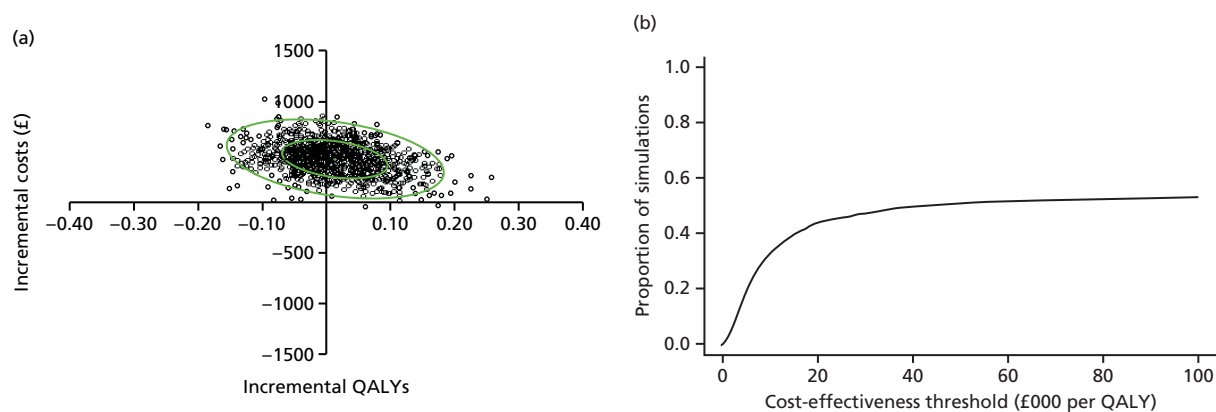 (a)
Incremental costs (£)
1500
1000
−500
−1000
−1500
−0.40 −0.30 −0.20 −0.10 0.10 0.20 0.30 0.40
Incremental QALYs
(b)
Proportion of simulations
1.0
0.8
0.6
0.4
0.2
0.0
0 20 40 60 80 100
Cost-effectiveness threshold (£000 per QALY)